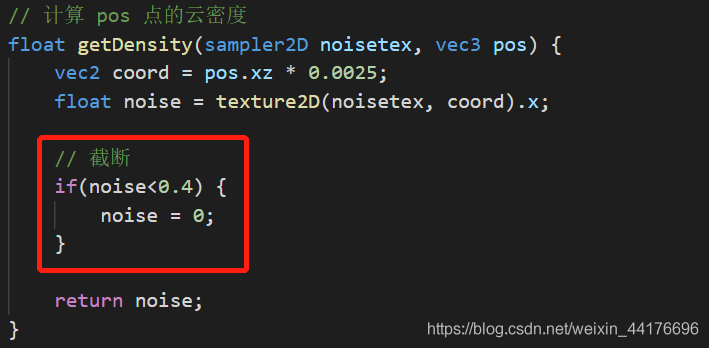 // 计算 pos 点的云密度
float getDensity(sampler2D noisetex, vec3 pos) {
    vec2 coord = pos.xz * 0.0025;
    float noise = texture2D(noisetex, coord).x;
    // 截断
    if(noise<0.4) {
        noise = 0;
    }
    return noise;
}
https://blog.csdn.net/weixin_44176696